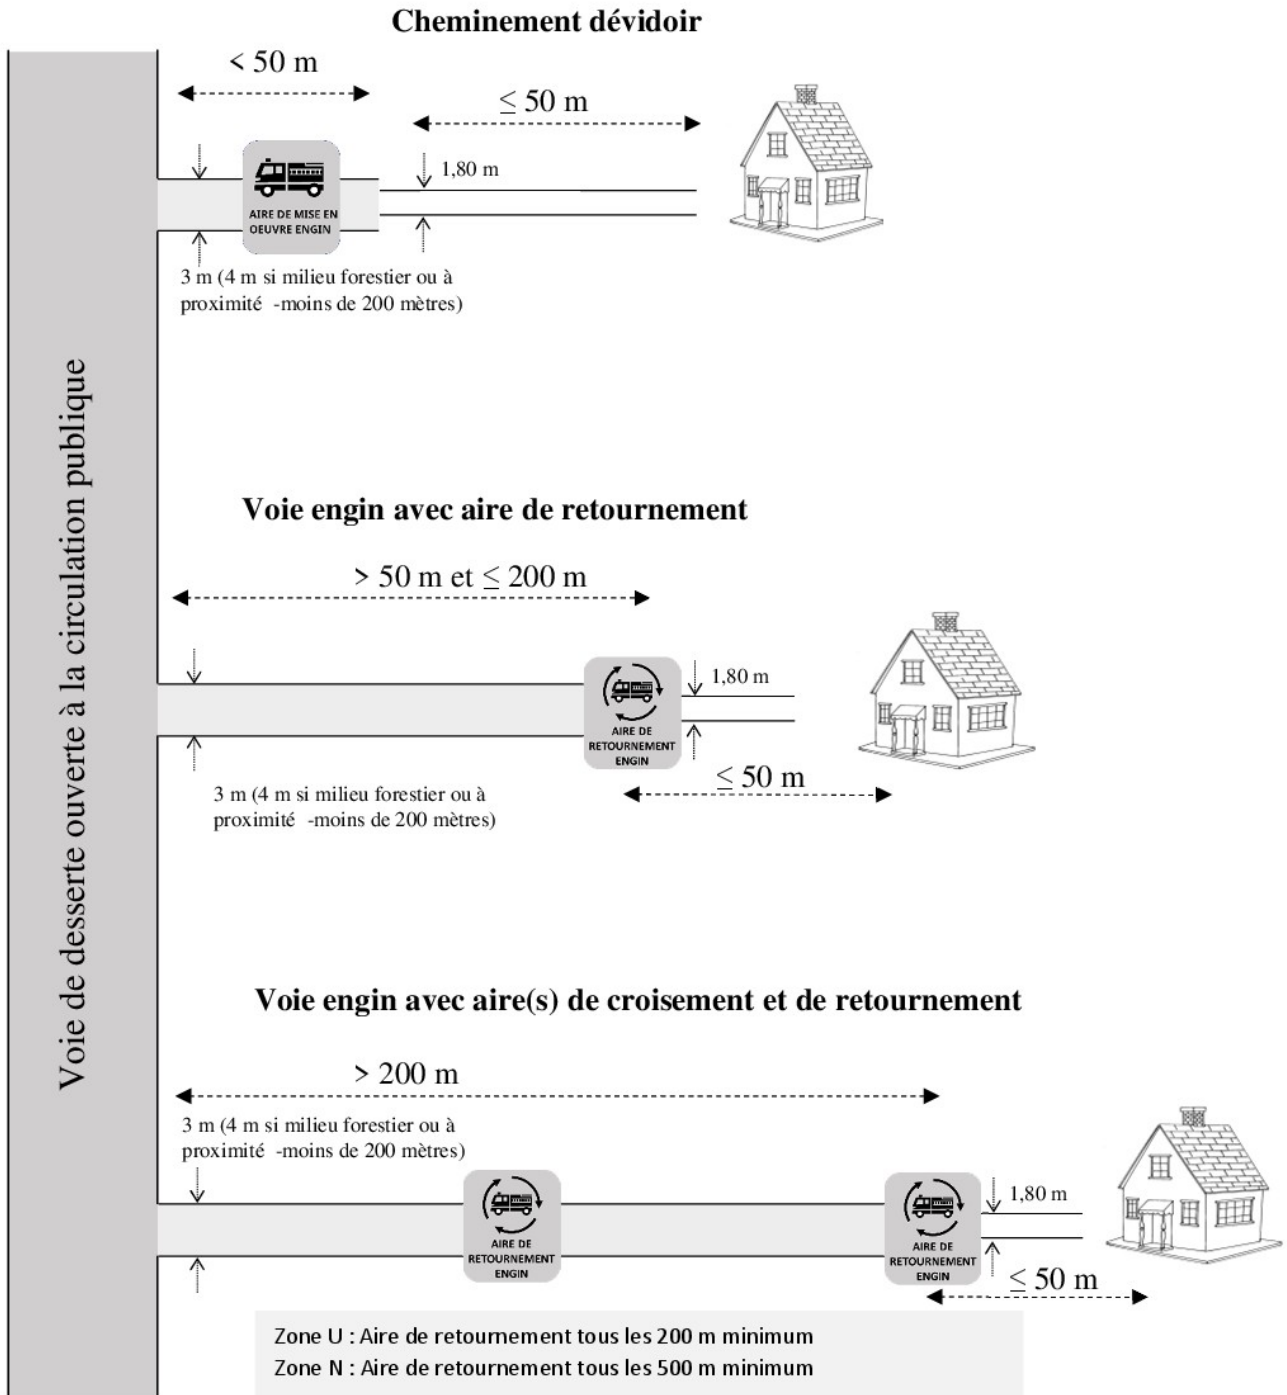 Cheminement dévidoir
< 50 m
≤ 50 m
1,80 m
AIRE DE MISE EN
OEUVRE ENGIN
3 m (4 m si milieu forestier ou à
proximité -moins de 200 mètres)
Voie de desserte ouverte à la circulation publique
Voie engin avec aire de retournement
> 50 m et ≤ 200 m
1,80 m
AIRE DE
RETOURNEMENT
ENGIN
≤ 50 m
3 m (4 m si milieu forestier ou à
proximité -moins de 200 mètres)
Voie engin avec aire(s) de croisement et de retournement
> 200 m
3 m (4 m si milieu forestier ou à
proximité -moins de 200 mètres)
AIRE DE
RETOURNEMENT
ENGIN
AIRE DE
RETOURNEMENT
ENGIN
1,80 m
≤ 50 m
Zone U : Aire de retournement tous les 200 m minimum
Zone N : Aire de retournement tous les 500 m minimum